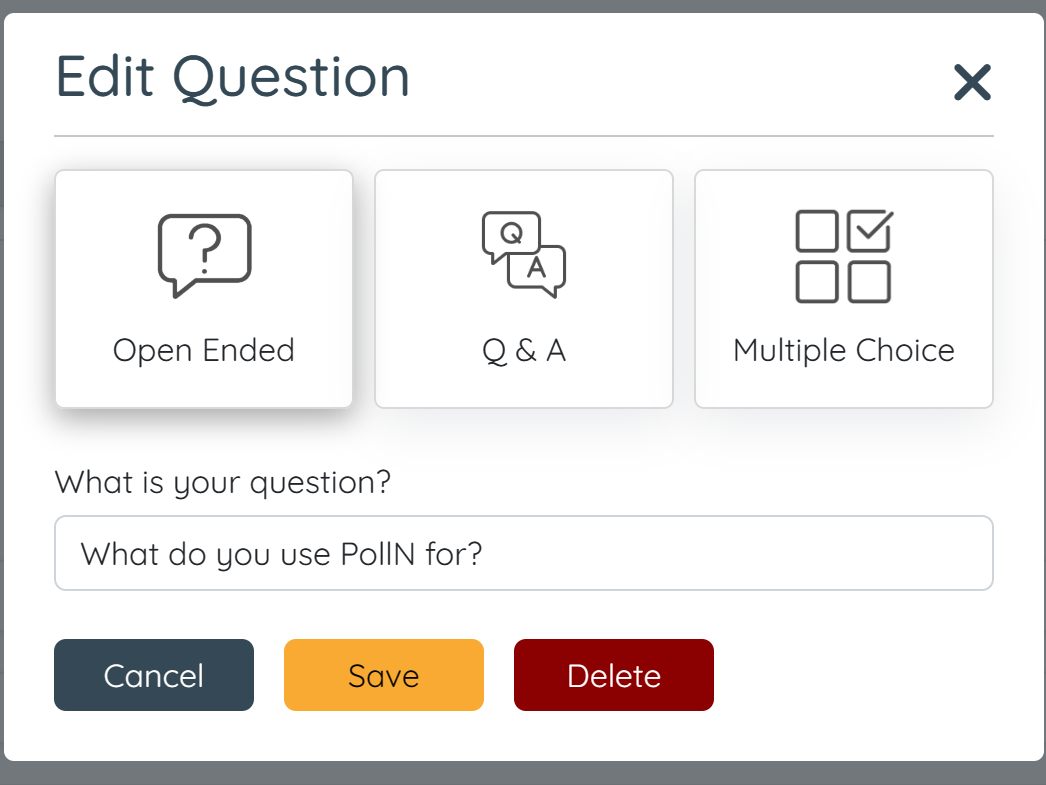 Edit Question
Q
A
Open Ended
Q & A
Multiple Choice
What is your question?
What do you use PollN for?
Cancel
Save
Delete